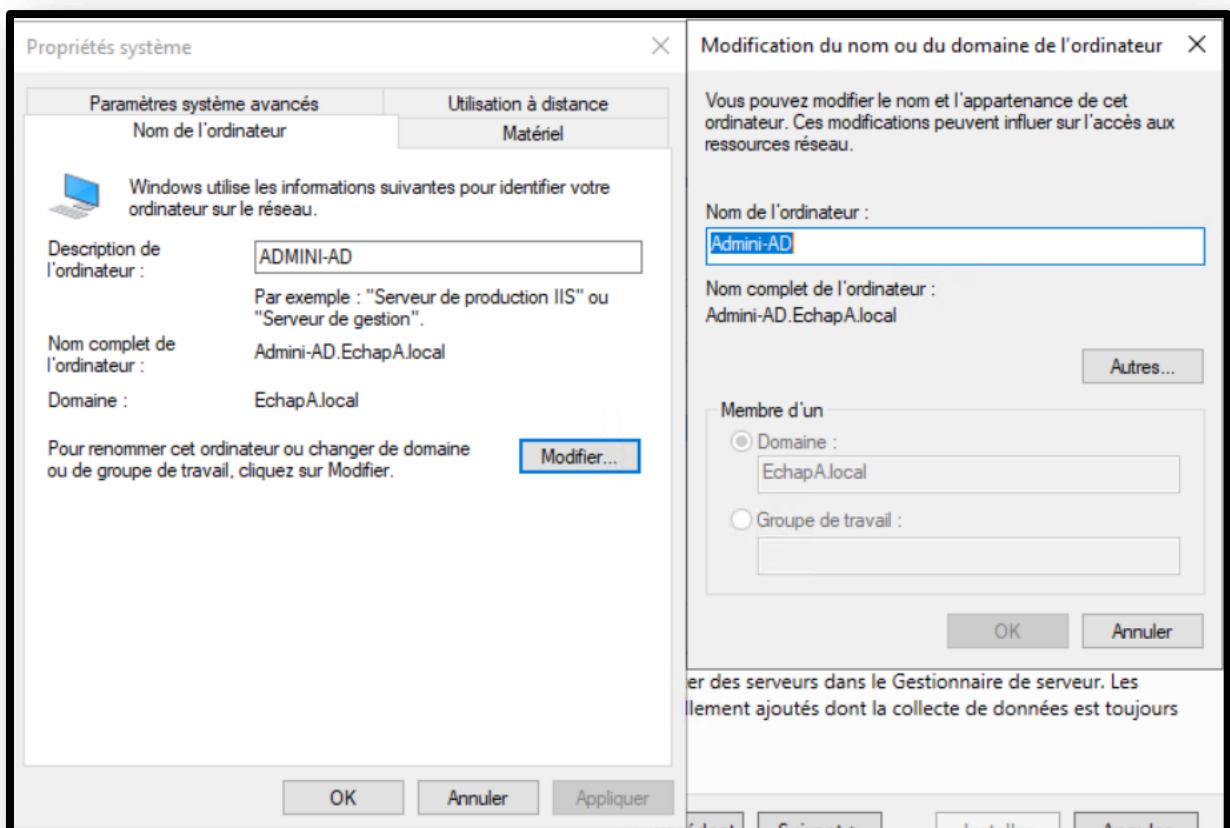 Propriétés système
Paramètres système avancés
Utilisation à distance
Nom de l'ordinateur
Matériel
Windows utilise les informations suivantes pour identifier votre
ordinateur sur le réseau.
Description de
l'ordinateur :
ADMINI-AD
Par exemple : "Serveur de production IIS" ou
"Serveur de gestion".
Nom complet de
l'ordinateur :
Admini-AD.EchapA.local
Domaine :
EchapA.local
Pour renommer cet ordinateur ou changer de domaine
ou de groupe de travail, cliquez sur Modifier.
Modifier...
OK
Annuler
Appliquer
Modification du nom ou du domaine de l'ordinateur
Vous pouvez modifier le nom et l'appartenance de cet
ordinateur. Ces modifications peuvent influer sur l'accès aux
ressources réseau.
Nom de l'ordinateur :
Admini-AD
Nom complet de l'ordinateur :
Admini-AD.EchapA.local
Autres...
Membre d'un
Domaine :
EchapA.local
Groupe de travail :
OK
Annuler
er des serveurs dans le Gestionnaire de serveur. Les
llement ajoutés dont la collecte de données est toujours